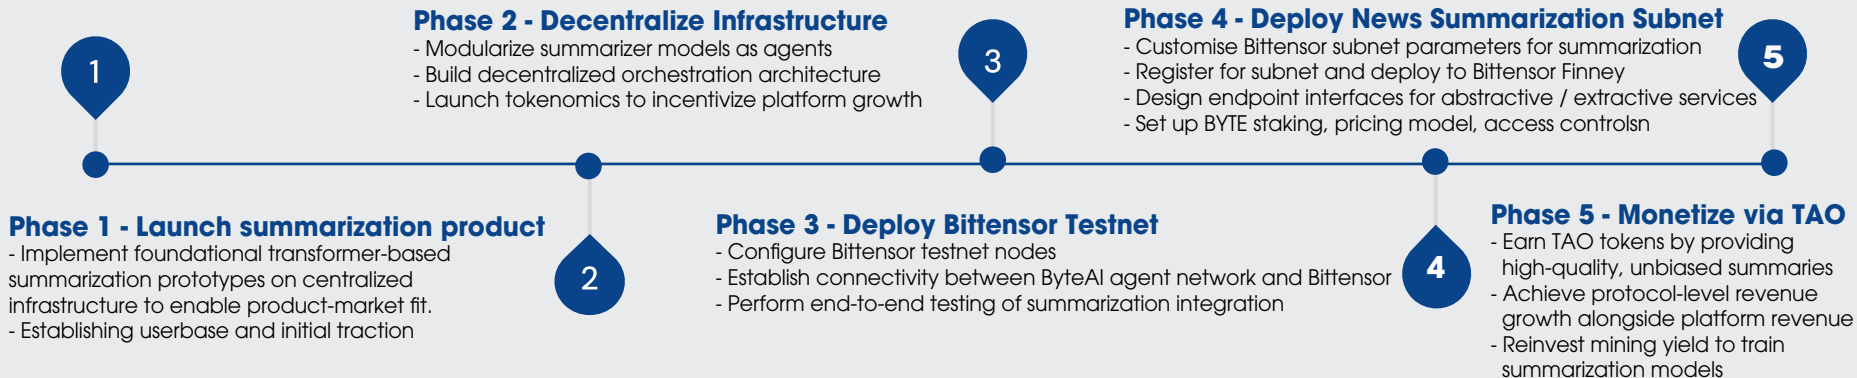 1
Phase 1 - Launch summarization product
- Implement foundational transformer-based
summarization prototypes on centralized
infrastructure to enable product-market fit.
- Establishing userbase and initial traction
Phase 2 - Decentralize Infrastructure
- Modularize summarizer models as agents
- Build decentralized orchestration architecture
- Launch tokenomics to incentivize platform growth
2
3
Phase 3 - Deploy Bittensor Testnet
- Configure Bittensor testnet nodes
- Establish connectivity between ByteAI agent network and Bittensor
- Perform end-to-end testing of summarization integration
Phase 4 - Deploy News Summarization Subnet
- Customise Bittensor subnet parameters for summarization
- Register for subnet and deploy to Bittensor Finney
- Design endpoint interfaces for abstractive / extractive services
- Set up BYTE staking, pricing model, access controlsn
4
5
Phase 5 - Monetize via TAO
- Earn TAO tokens by providing
high-quality, unbiased summaries
- Achieve protocol-level revenue
growth alongside platform revenue
- Reinvest mining yield to train
summarization models